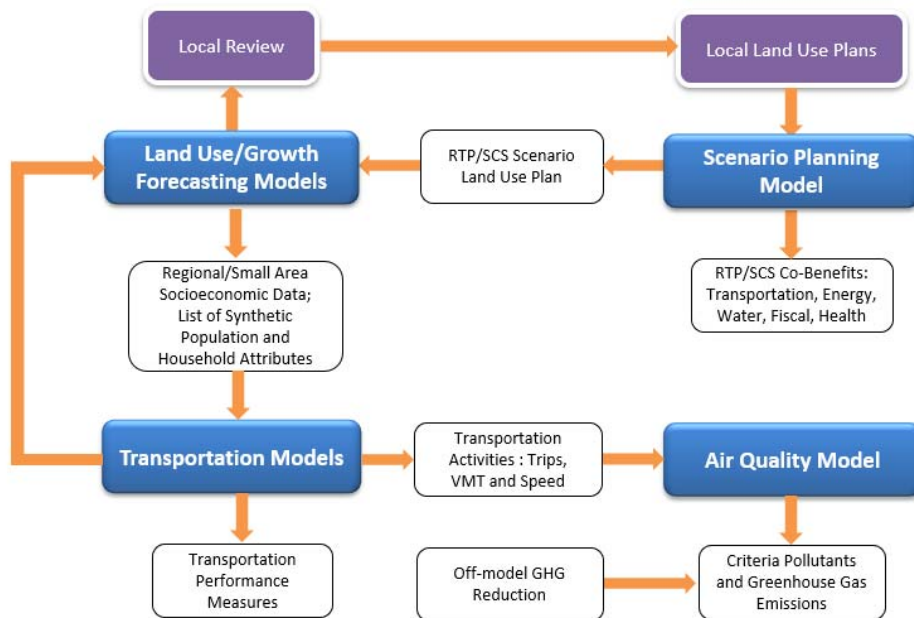 Local Review
Local Land Use Plans
Land Use/Growth
Forecasting Models
RTP/SCS Scenario
Land Use Plan
Scenario Planning
Model
Regional/Small Area
Socioeconomic Data;
List of Synthetic
Population and
Household Attributes
RTP/SCS Co-Benefits:
Transportation, Energy,
Water, Fiscal, Health
Transportation Models
Transportation
Activities : Trips,
VMT and Speed
Air Quality Model
Transportation
Performance
Measures
Off-model GHG
Reduction
Criteria Pollutants
and Greenhouse Gas
Emissions